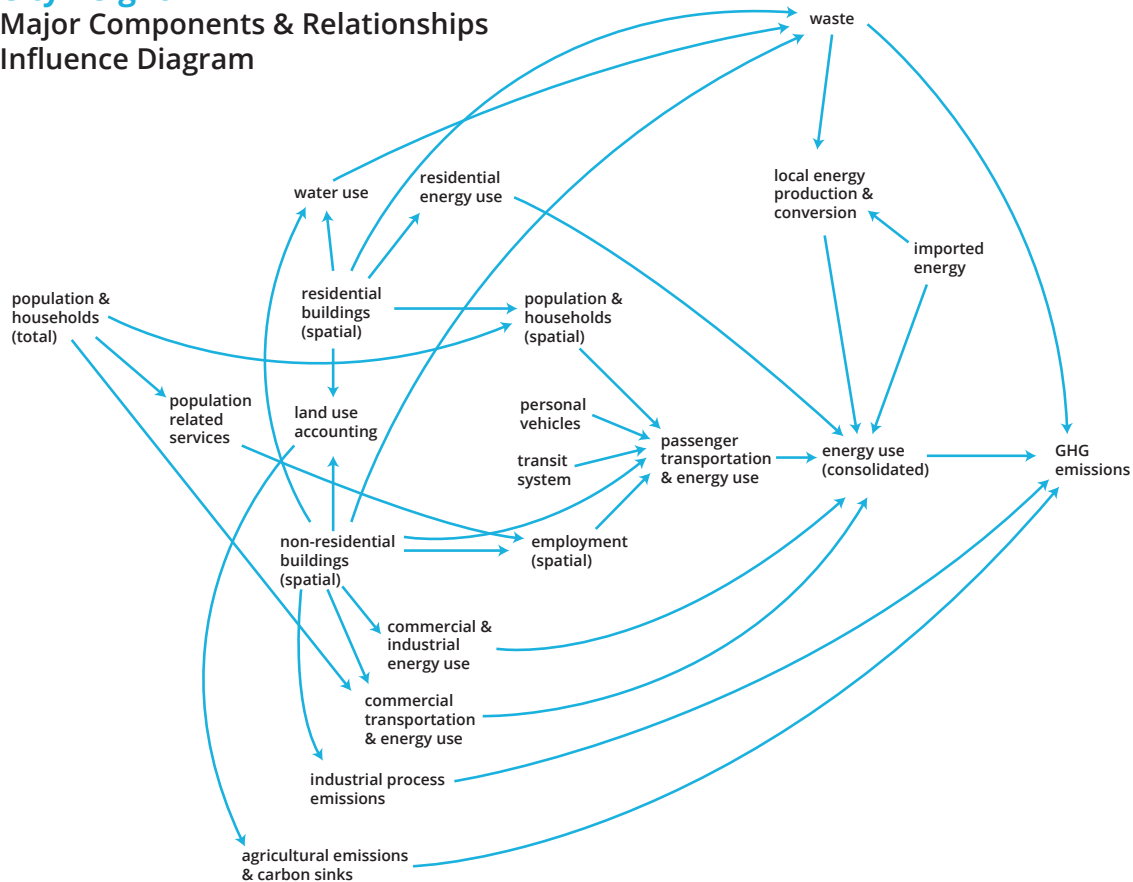 Major Components & Relationships
Influence Diagram
waste
water use
residential
energy use
local energy
production &
conversion
imported
energy
population &
households
(total)
residential
buildings
(spatial)
population &
households
(spatial)
population
related
services
land use
accounting
personal
vehicles
transit
system
passenger
transportation
& energy use
energy use
(consolidated)
GHG
emissions
non-residential
buildings
(spatial)
employment
(spatial)
commercial &
industrial
energy use
commercial
transportation
& energy use
industrial process
emissions
agricultural emissions
& carbon sinks